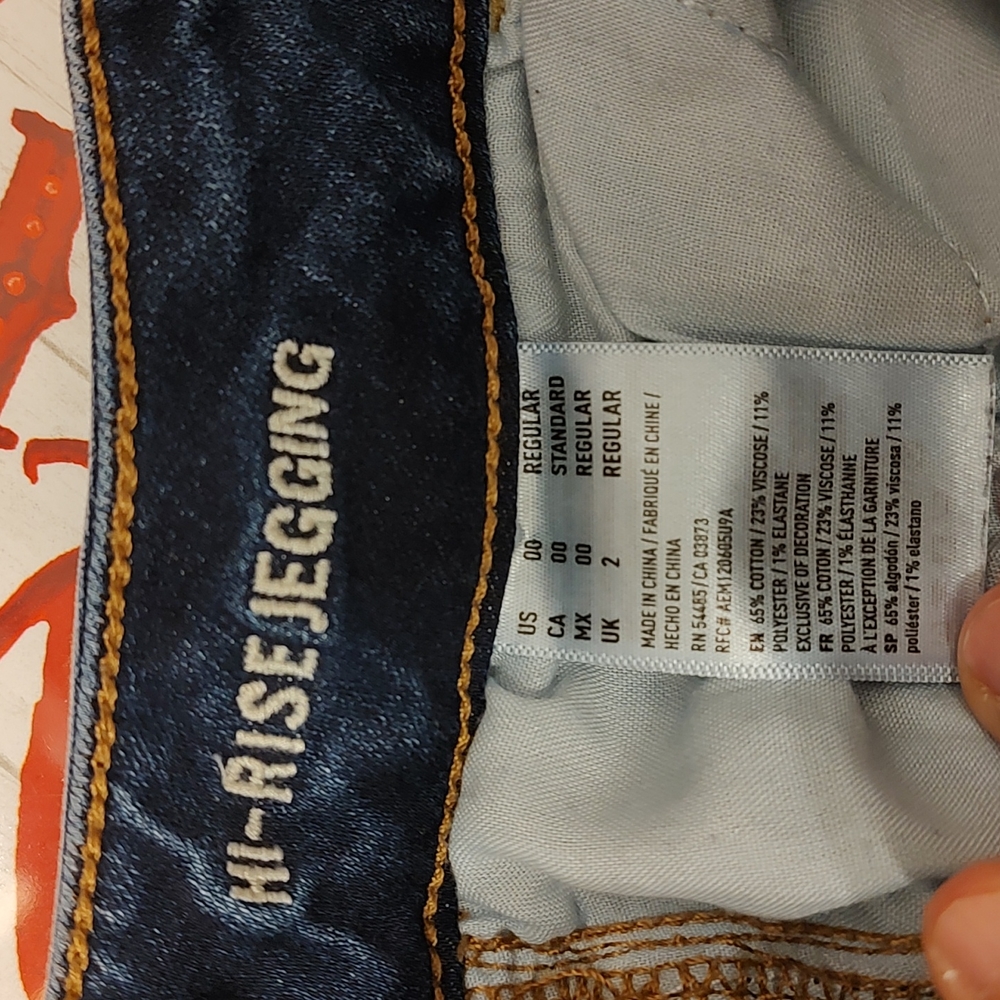 HI-RISE JEGGING
US 00 REGULAR
CA 00 STANDARD
MX 00 REGULAR
UK 2 REGULAR
MADE IN CHINA / FABRIQUÉ EN CHINE /
HECHO EN CHINA
RN 54485 / CA 03873
RFC# AEM120605U9A
EN 65% COTTON / 23% VISCOSE / 11%
POLYESTER / 1% ELASTANE
EXCLUSIVE OF DECORATION
FR 65% COTON / 23% VISCOSE / 11%
POLYESTER / 1% ÉLASTHANNE
À L'EXCEPTION DE LA GARNITURE
SP 65% algodón / 23% viscosa / 11%
poliéster / 1% elastano